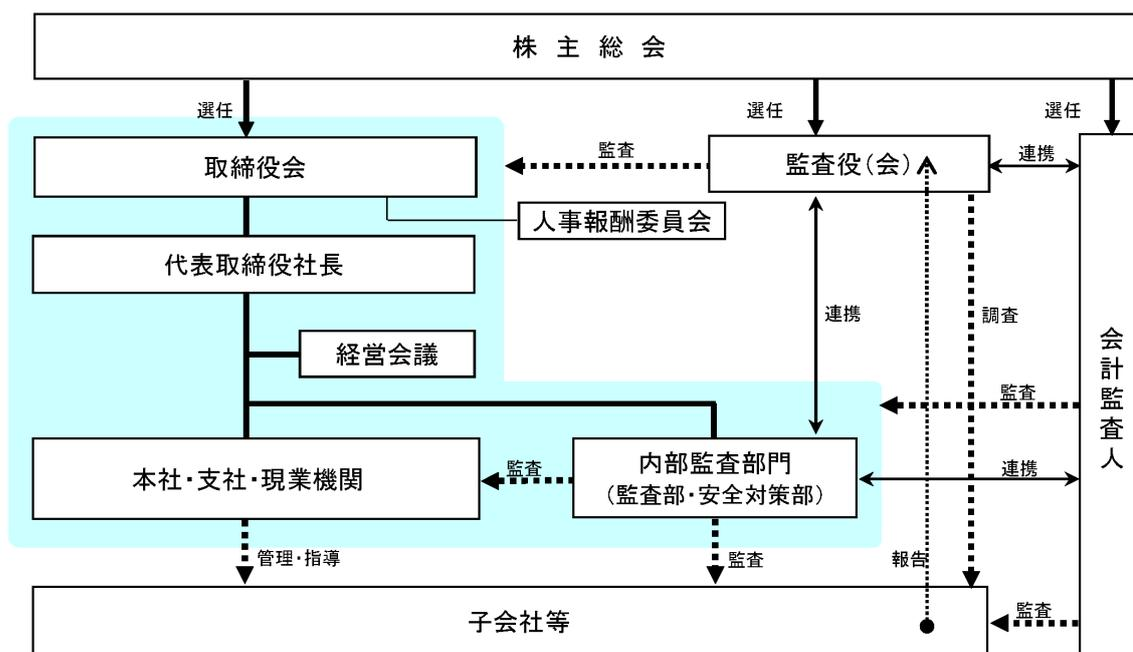 株主総会
選任
選任
選任
取締役会
監査
監査役(会)
連携
人事報酬委員会
代表取締役社長
連携
調査
経営会議
会計監査人
監査
本社・支社・現業機関
監査
内部監査部門
(監査部・安全対策部)
連携
管理・指導
監査
報告
子会社等
監査